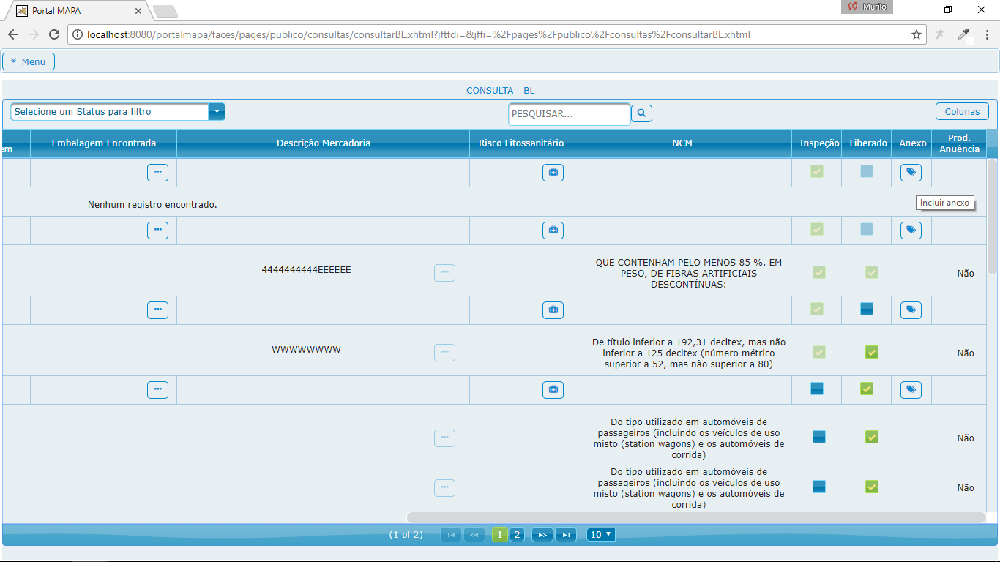 Portal MAPA
Murilo
localhost:8080/portalmapa/faces/pages/publico/consultas/consultarBL.xhtml?jftfdi=&jffi=%2Fpages%2Fpublico%2Fconsultas%2FconsultarBL.xhtml
Menu
CONSULTA - BL
Selecione um Status para filtro
PESQUISAR...
Colunas
em
Embalagem Encontrada
Descrição Mercadoria
Risco Fitossanitário
NCM
Inspeção
Liberado
Anexo
Prod.
Anuência
Nenhum registro encontrado.
Incluir anexo
4444444444EEEEEE
QUE CONTENHAM PELO MENOS 85 %, EM
PESO, DE FIBRAS ARTIFICIAIS
DESCONTÍNUAS:
Não
WWWWWWWW
De título inferior a 192,31 decitex, mas não
inferior a 125 decitex (número métrico
superior a 52, mas não superior a 80)
Não
Do tipo utilizado em automóveis de
passageiros (incluindo os veículos de uso
misto (station wagons) e os automóveis de
corrida)
Não
Do tipo utilizado em automóveis de
passageiros (incluindo os veículos de uso
misto (station wagons) e os automóveis de
corrida)
Não
(1 of 2)
1
2
10